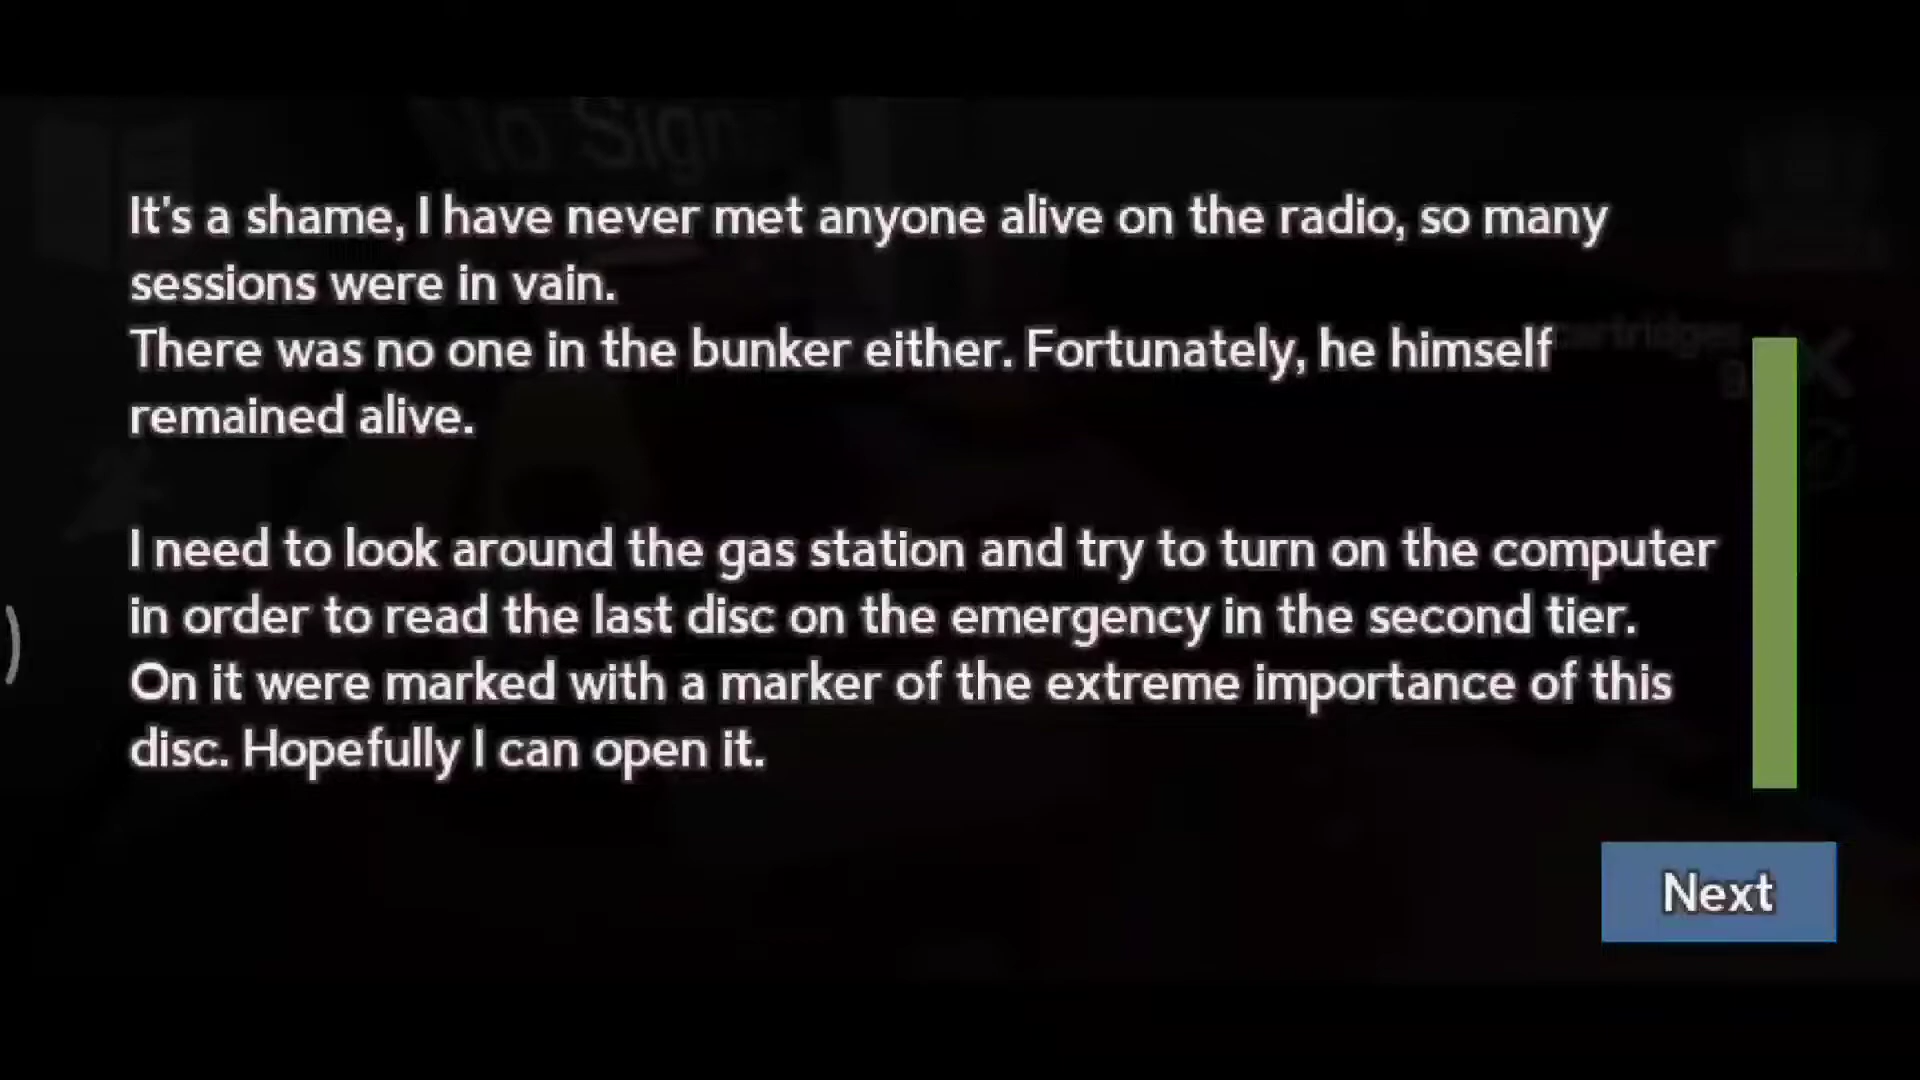 No Sign
It's a shame, I have never met anyone alive on the radio, so many
sessions were in vain.
There was no one in the bunker either. Fortunately, he himself
remained alive.
cartridges
I need to look around the gas station and try to turn on the computer
in order to read the last disc on the emergency in the second tier.
On it were marked with a marker of the extreme importance of this
disc. Hopefully I can open it.
Next